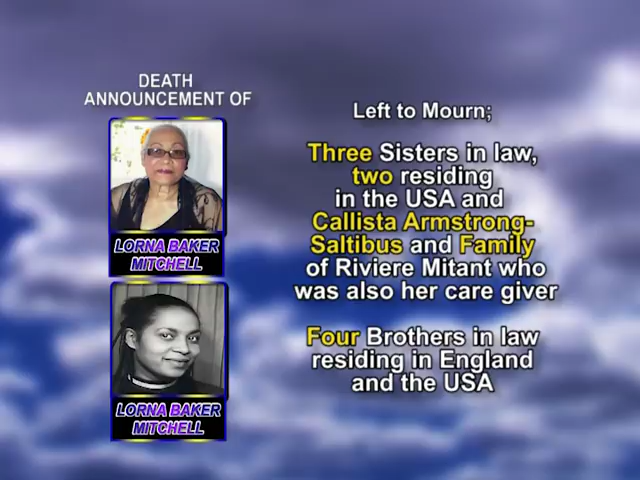 DEATH
ANNOUNCEMENT OF
LORNA BAKER
MITCHELL
LORNA BAKER
MITCHELL
Left to Mourn;
Three Sisters in law,
two residing
in the USA and
Callista Armstrong-
Saltibus and Family
of Riviere Mitant who
was also her care giver
Four Brothers in law
residing in England
and the USA